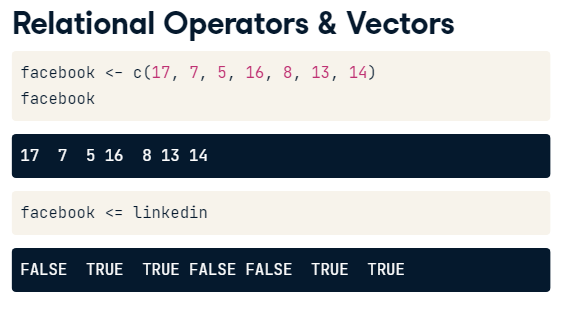 Relational Operators & Vectors
facebook <- c(17, 7, 5, 16, 8, 13, 14)
facebook
17  7  5 16  8 13 14
facebook <= linkedin
FALSE  TRUE  TRUE FALSE FALSE  TRUE  TRUE